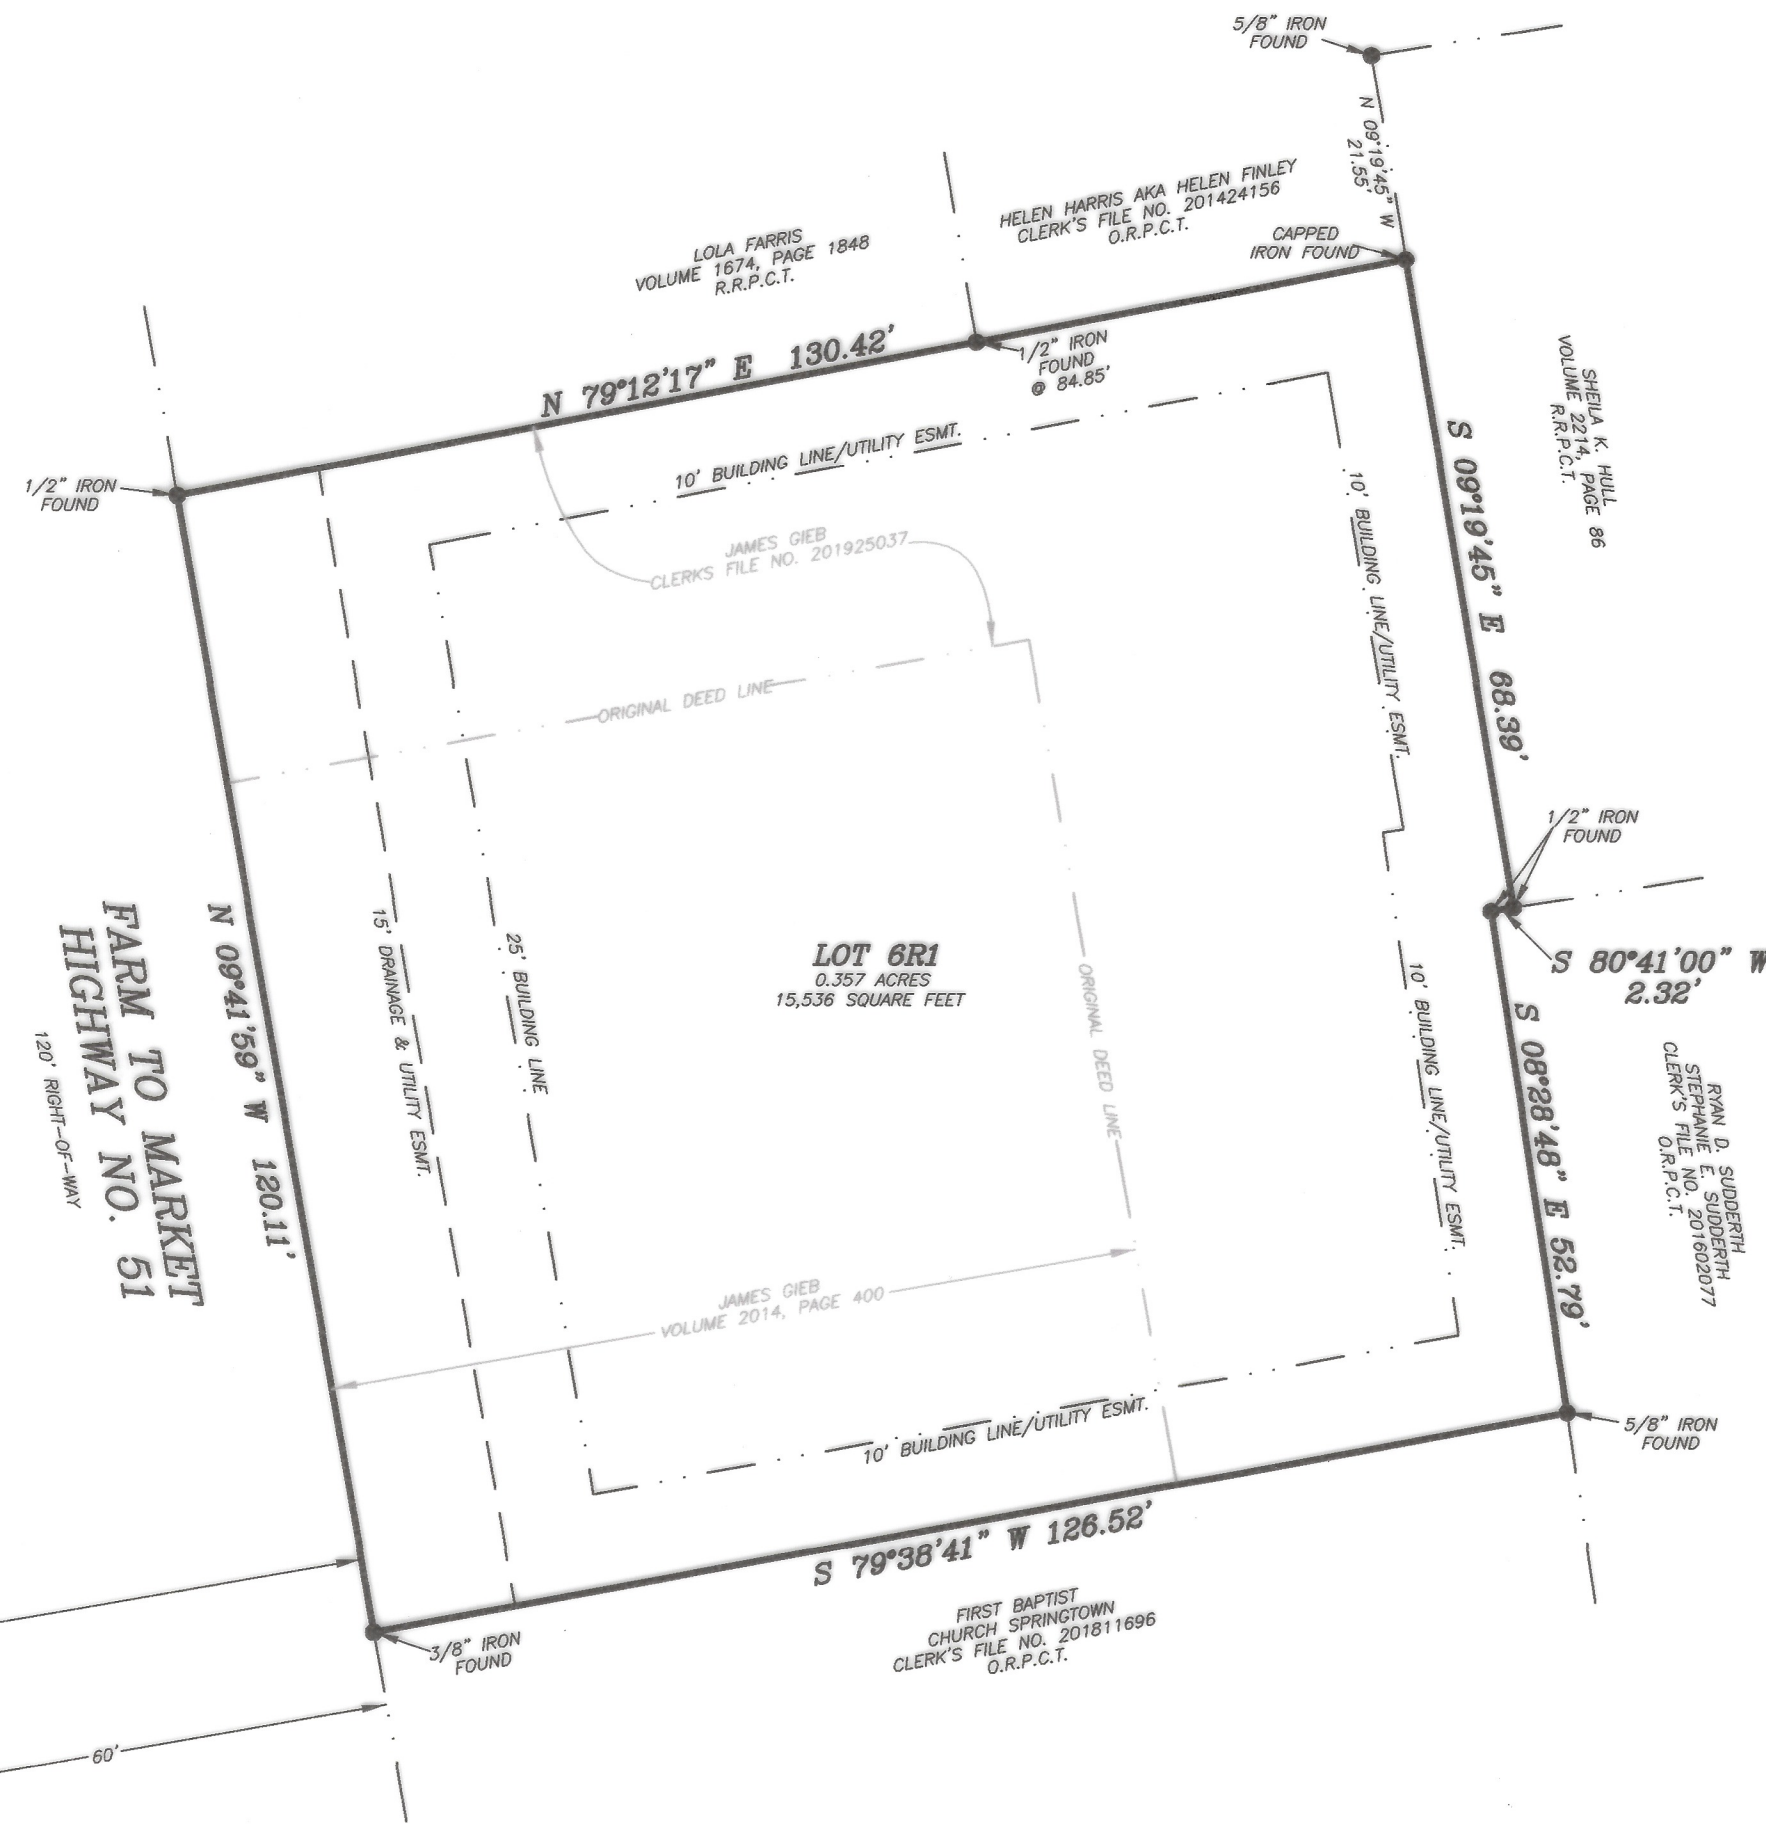 5/8" IRON
FOUND
N 09°19'45" W
21.55'
HELEN HARRIS AKA HELEN FINLEY
CLERK'S FILE NO. 201424156
O.R.P.C.T.
CAPPED
IRON FOUND
LOLA FARRIS
VOLUME 1674, PAGE 1848
R.R.P.C.T.
N 79°12'17" E 130.42'
1/2" IRON
FOUND
@ 84.85'
1/2" IRON
FOUND
10' BUILDING LINE/UTILITY ESMT.
JAMES GIEB
CLERKS FILE NO. 201925037
ORIGINAL DEED LINE
10' BUILDING LINE/UTILITY ESMT.
S 09°19'45" E 68.39'
SHEILA K. HULL
VOLUME 2214, PAGE 86
R.R.P.C.T.
1/2" IRON
FOUND
S 80°41'00" W
2.32'
LOT 6R1
0.357 ACRES
15,536 SQUARE FEET
FARM TO MARKET
HIGHWAY NO. 51
120' RIGHT-OF-WAY
N 09°41'59" W 120.11'
15' DRAINAGE & UTILITY ESMT.
25' BUILDING LINE
ORIGINAL DEED LINE
10' BUILDING LINE/UTILITY ESMT.
S 08°28'48" E 52.79'
RYAN D. SUDDERTH
STEPHANIE E. SUDDERTH
CLERK'S FILE NO. 201602077
O.R.P.C.T.
JAMES GIEB
VOLUME 2014, PAGE 400
10' BUILDING LINE/UTILITY ESMT.
5/8" IRON
FOUND
S 79°38'41" W 126.52'
FIRST BAPTIST
CHURCH SPRINGTOWN
CLERK'S FILE NO. 201811696
O.R.P.C.T.
3/8" IRON
FOUND
60'